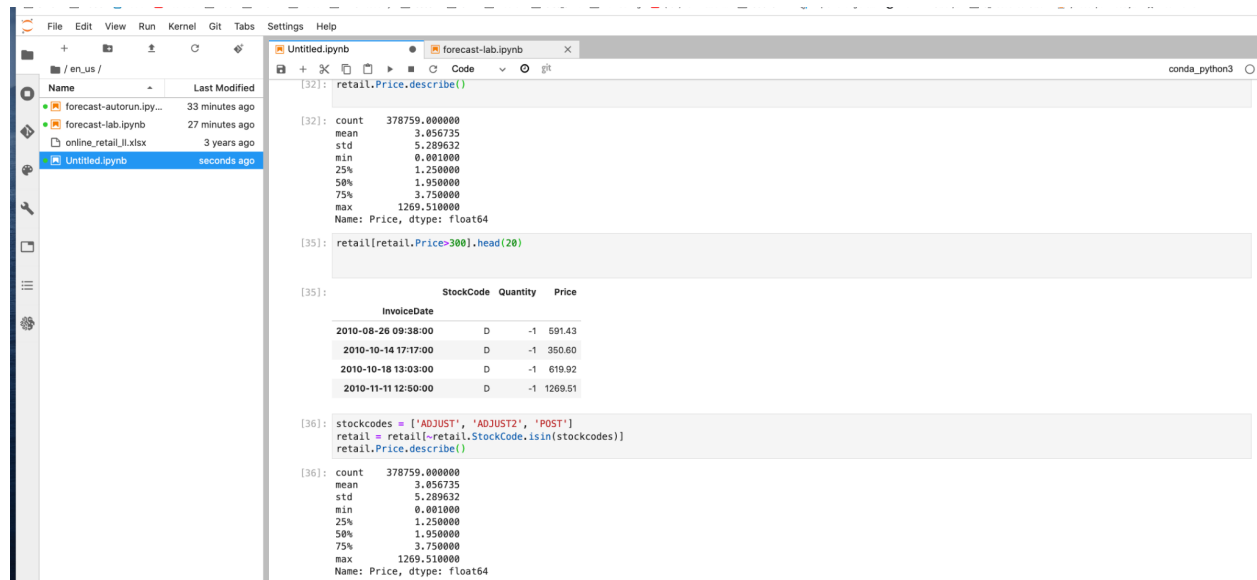 File Edit View Run Kernel Git Tabs Settings Help
Untitled.ipynb
forecast-lab.ipynb
Code
git
conda_python3
/ en_us /
Name Last Modified
forecast-autorun.ipy... 33 minutes ago
forecast-lab.ipynb 27 minutes ago
online_retail_II.xlsx 3 years ago
Untitled.ipynb seconds ago
[32]: retail.Price.describe()
[32]: count 378759.000000
mean 3.056735
std 5.289632
min 0.001000
25% 1.250000
50% 1.950000
75% 3.750000
max 1269.510000
Name: Price, dtype: float64
[35]: retail[retail.Price>300].head(20)
[35]: StockCode Quantity Price
InvoiceDate
2010-08-26 09:38:00 D -1 591.43
2010-10-14 17:17:00 D -1 350.60
2010-10-18 13:03:00 D -1 619.92
2010-11-11 12:50:00 D -1 1269.51
[36]: stockcodes = ['ADJUST', 'ADJUST2', 'POST']
retail = retail[~retail.StockCode.isin(stockcodes)]
retail.Price.describe()
[36]: count 378759.000000
mean 3.056735
std 5.289632
min 0.001000
25% 1.250000
50% 1.950000
75% 3.750000
max 1269.510000
Name: Price, dtype: float64